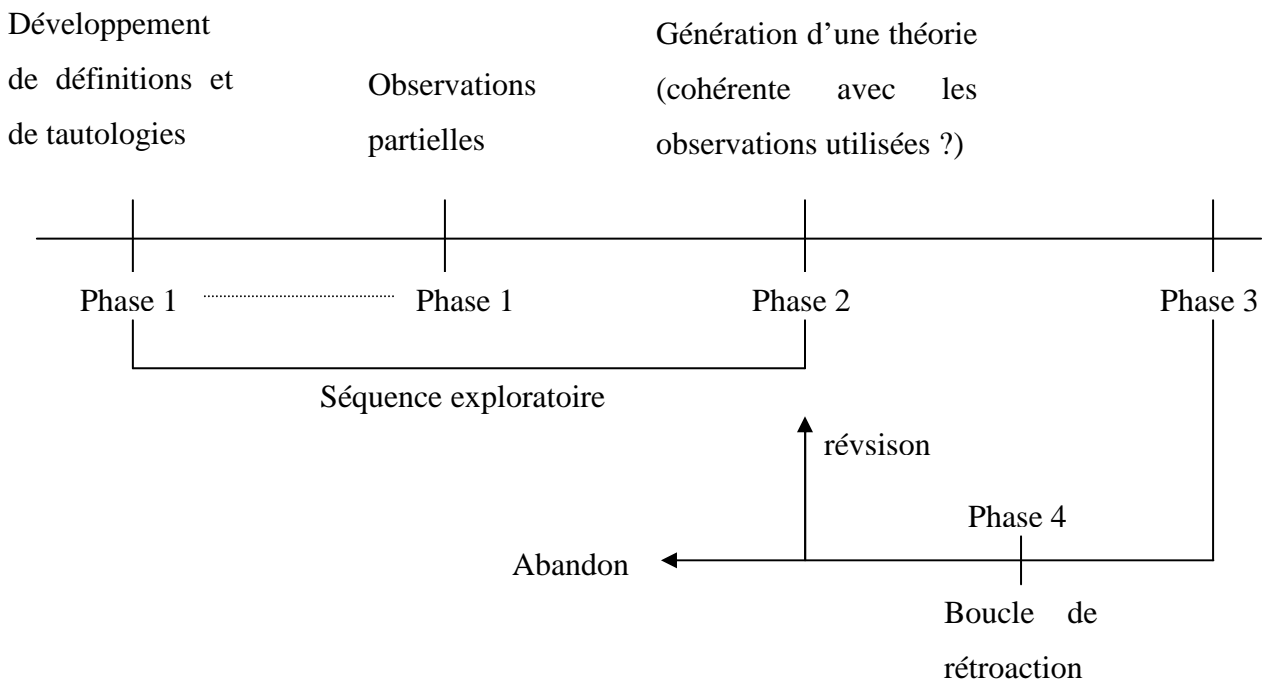 Développement
de définitions et
de tautologies
Observations
partielles
Génération d’une théorie
(cohérente avec les
observations utilisées ?)
Phase 1
Phase 1
Phase 2
Phase 3
Séquence exploratoire
révsison
Phase 4
Abandon
Boucle de
rétroaction